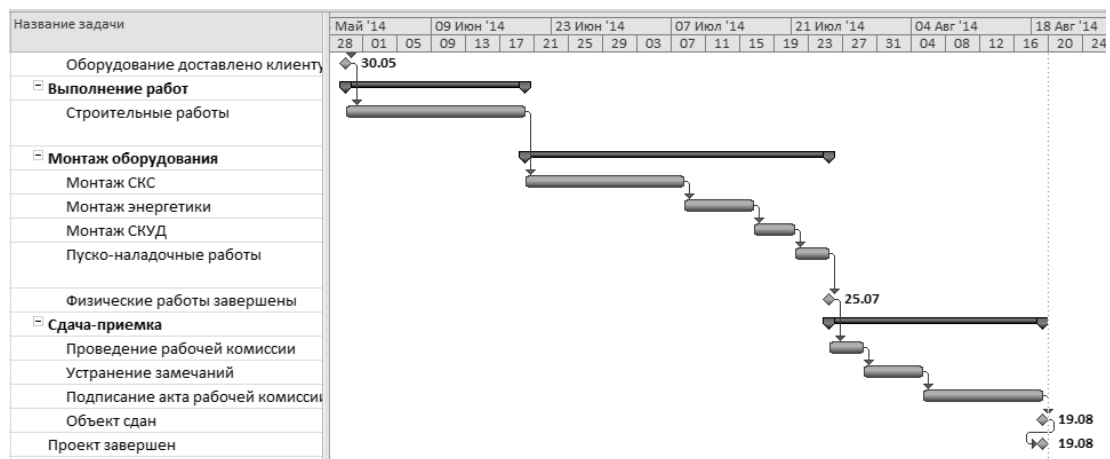 Название задачи
Май '14 09 Июн '14 23 Июн '14 07 Июл '14 21 Июл '14 04 Авг '14 18 Авг '14
28 01 05 09 13 17 21 25 29 03 07 11 15 19 23 27 31 04 08 12 16 20 24
Оборудование доставлено клиенту 30.05
Выполнение работ
Строительные работы
Монтаж оборудования
Монтаж СКС
Монтаж энергетики
Монтаж СКУД
Пуско-наладочные работы
Физические работы завершены 25.07
Сдача-приемка
Проведение рабочей комиссии
Устранение замечаний
Подписание акта рабочей комиссии
Объект сдан 19.08
Проект завершен 19.08